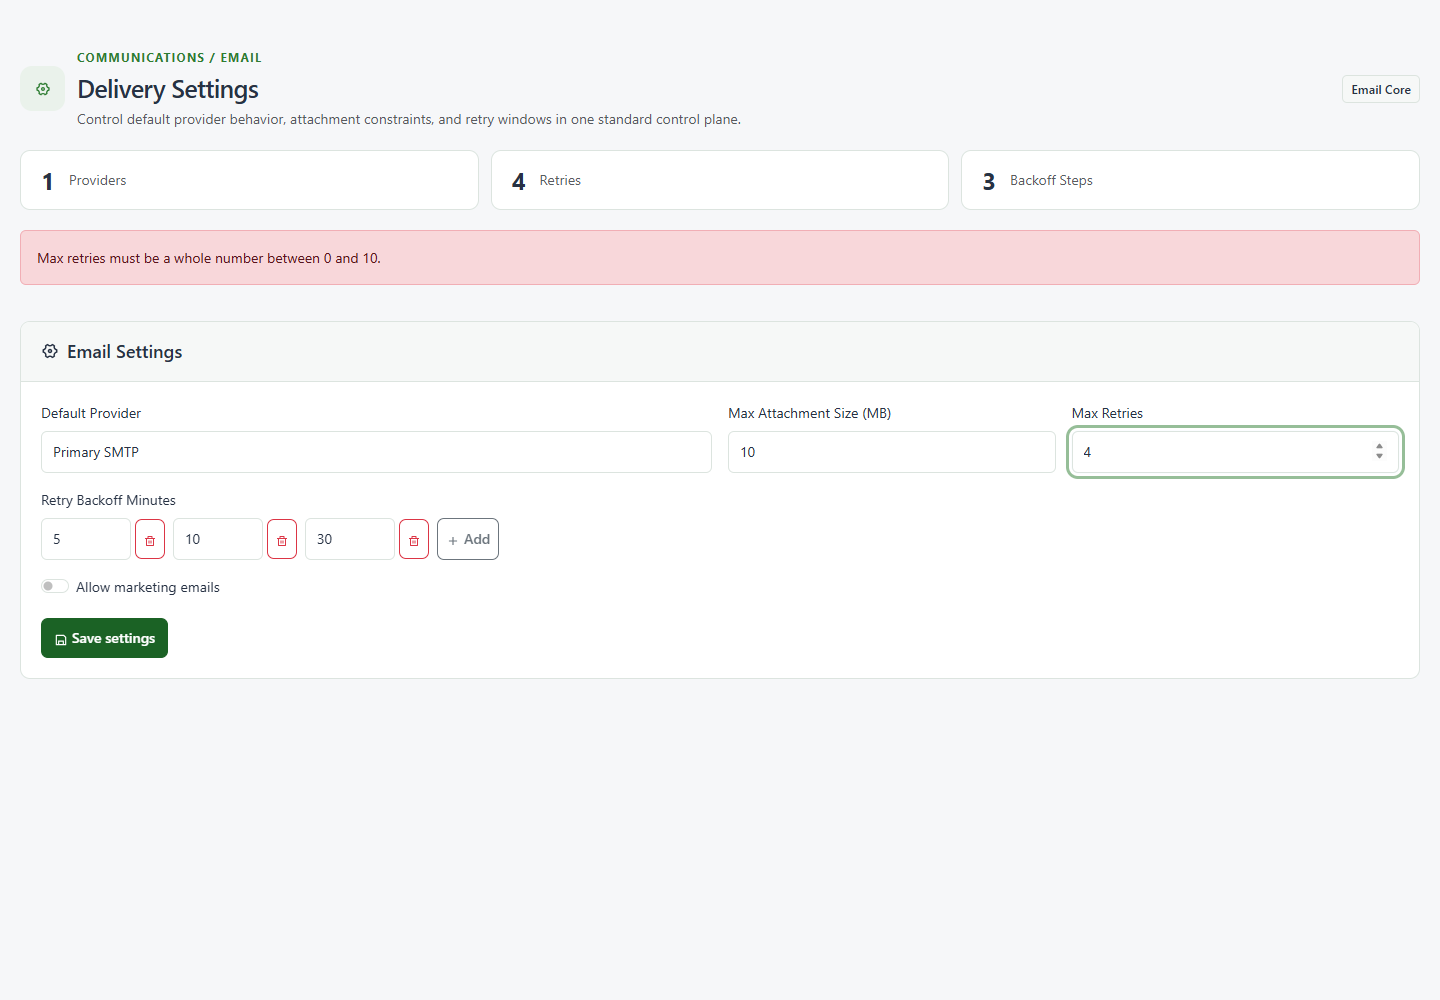 COMMUNICATIONS / EMAIL
Delivery Settings
Control default provider behavior, attachment constraints, and retry windows in one standard control plane.
Email Core
1 Providers
4 Retries
3 Backoff Steps
Max retries must be a whole number between 0 and 10.
Email Settings
Default Provider
Primary SMTP
Max Attachment Size (MB)
10
Max Retries
4
Retry Backoff Minutes
5
10
30
+ Add
Allow marketing emails
Save settings